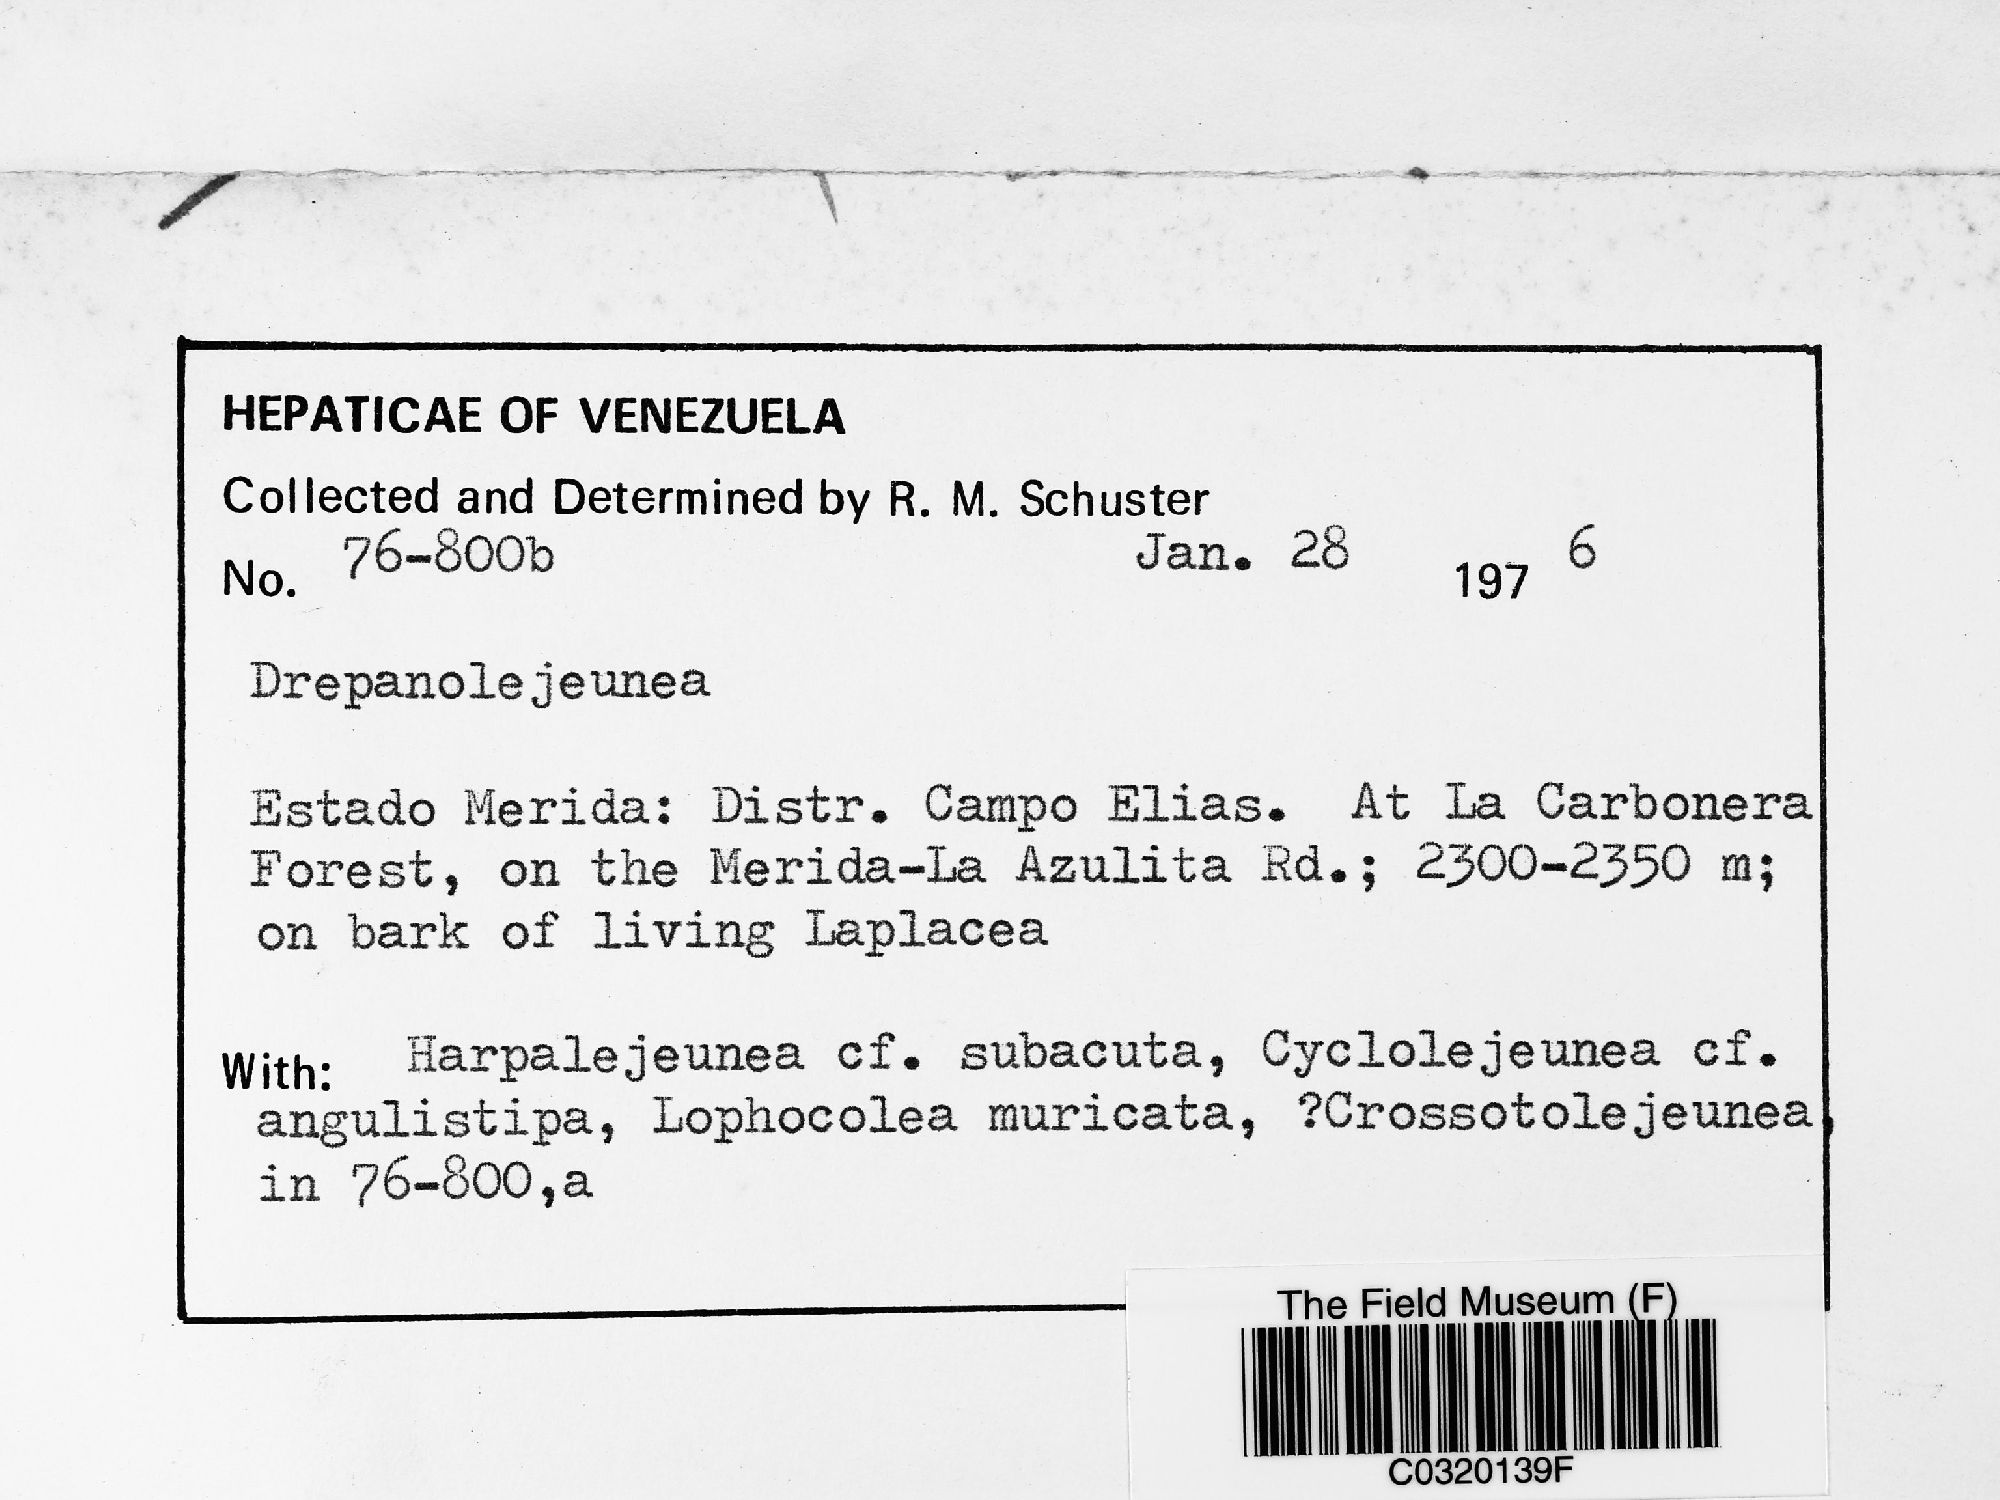 HEPATICAE OF VENEZUELA
Collected and Determined by R. M. Schuster
No. 76-800b Jan. 28 1976
Drepanolejeunea
Estado Merida: Distr. Campo Elias. At La Carbonera
Forest, on the Merida-La Azulita Rd.; 2300-2350 m;
on bark of living Laplacea
With: Harpalejeunea cf. subacuta, Cyclolejeunea cf.
angulistipa, Lophocolea muricata, ?Crossotolejeunea,
in 76-800,a
The Field Museum (F)
C0320139F